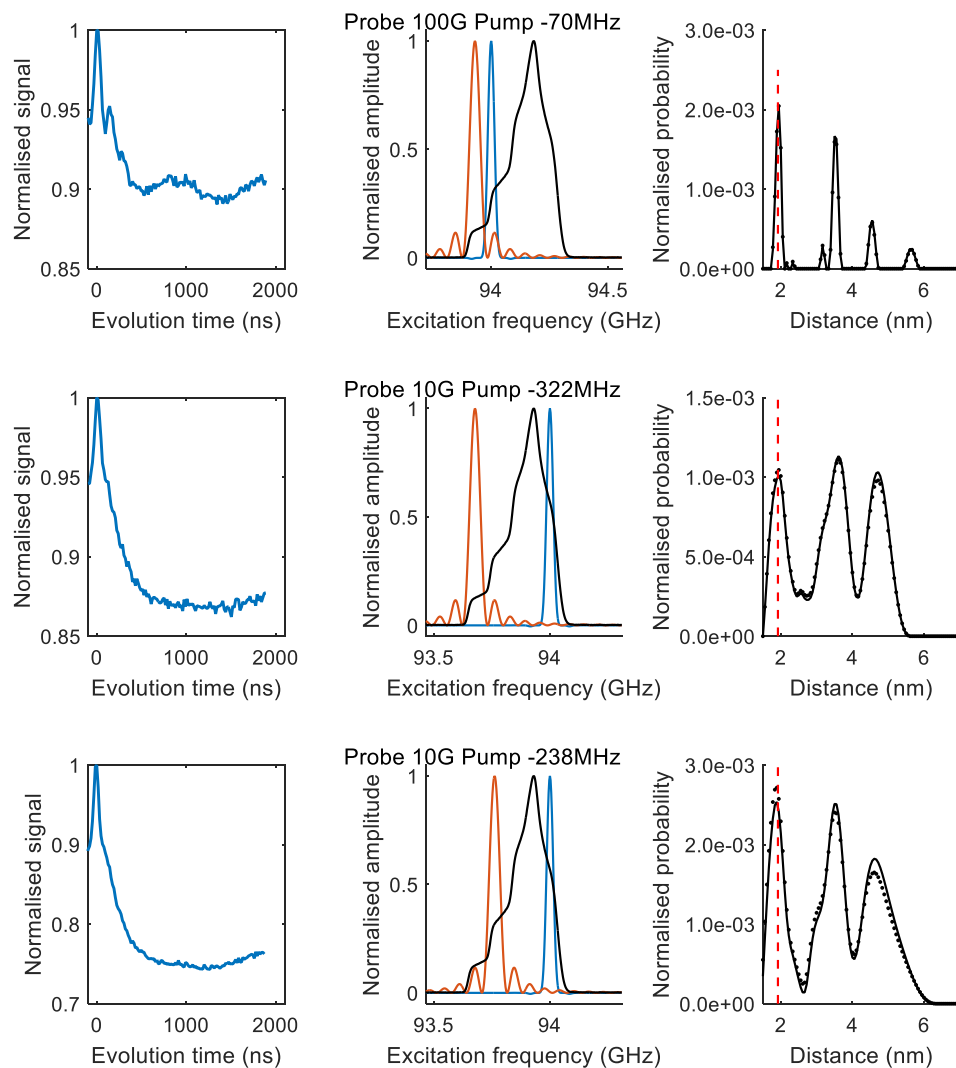 Probe 100G Pump -70MHz
Normalised signal
1
0.95
0.9
0.85
0 1000 2000
Evolution time (ns)
Normalised amplitude
1
0.5
0
94 94.5
Excitation frequency (GHz)
Normalised probability
3.0e-03
2.0e-03
1.0e-03
0.0e+00
2 4 6
Distance (nm)
Probe 10G Pump -322MHz
Normalised signal
1
0.95
0.9
0.85
0 1000 2000
Evolution time (ns)
Normalised amplitude
1
0.5
0
93.5 94
Excitation frequency (GHz)
Normalised probability
1.5e-03
1.0e-03
5.0e-04
0.0e+00
2 4 6
Distance (nm)
Probe 10G Pump -238MHz
Normalised signal
1
0.9
0.8
0.7
0 1000 2000
Evolution time (ns)
Normalised amplitude
1
0.5
0
93.5 94
Excitation frequency (GHz)
Normalised probability
3.0e-03
2.0e-03
1.0e-03
0.0e+00
2 4 6
Distance (nm)